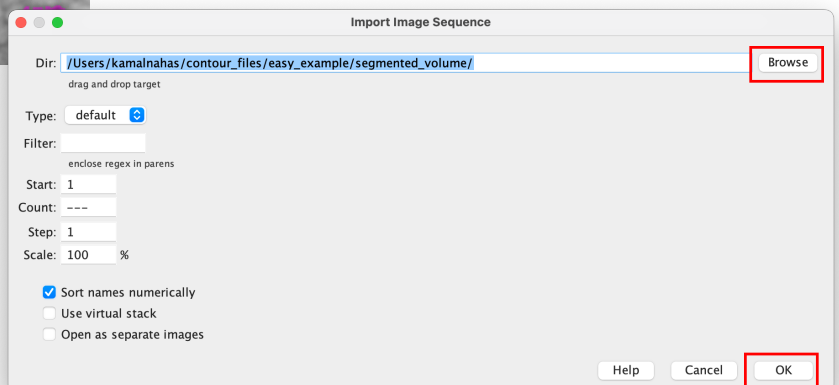 Import Image Sequence
Dir: /Users/kamalnahas/contour_files/easy_example/segmented_volume/ Browse
drag and drop target
Type: default
Filter:
enclose regex in parens
Start: 1
Count: ---
Step: 1
Scale: 100 %
Sort names numerically
Use virtual stack
Open as separate images
Help Cancel OK